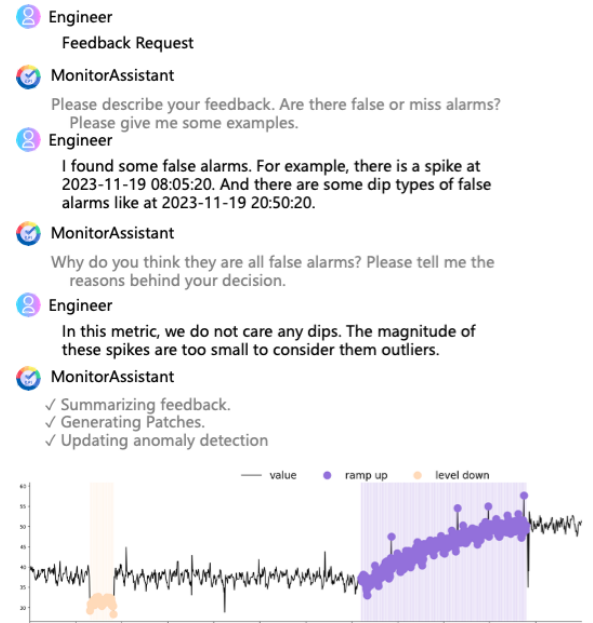 Engineer
Feedback Request
MonitorAssistant
Please describe your feedback. Are there false or miss alarms?
Please give me some examples.
Engineer
I found some false alarms. For example, there is a spike at
2023-11-19 08:05:20. And there are some dip types of false
alarms like at 2023-11-19 20:50:20.
MonitorAssistant
Why do you think they are all false alarms? Please tell me the
reasons behind your decision.
Engineer
In this metric, we do not care any dips. The magnitude of
these spikes are too small to consider them outliers.
MonitorAssistant
✓ Summarizing feedback.
✓ Generating Patches.
✓ Updating anomaly detection
value ramp up level down
60
55
50
45
40
35
30